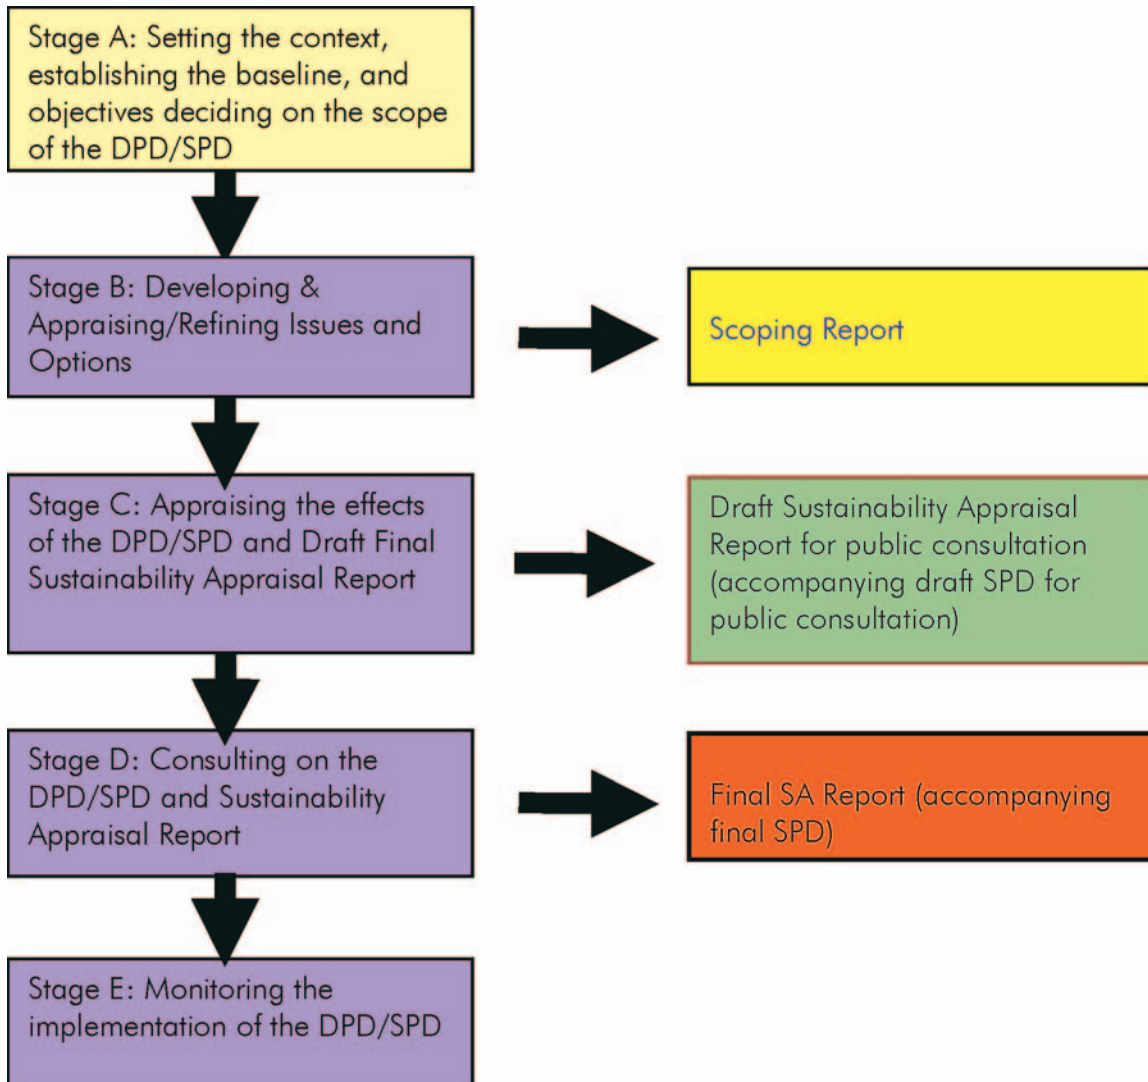 Stage A: Setting the context,
establishing the baseline, and
objectives deciding on the scope
of the DPD/SPD
Stage B: Developing &
Appraising/Refining Issues and
Options
Scoping Report
Stage C: Appraising the effects
of the DPD/SPD and Draft Final
Sustainability Appraisal Report
Draft Sustainability Appraisal
Report for public consultation
(accompanying draft SPD for
public consultation)
Stage D: Consulting on the
DPD/SPD and Sustainability
Appraisal Report
Final SA Report (accompanying
final SPD)
Stage E: Monitoring the
implementation of the DPD/SPD